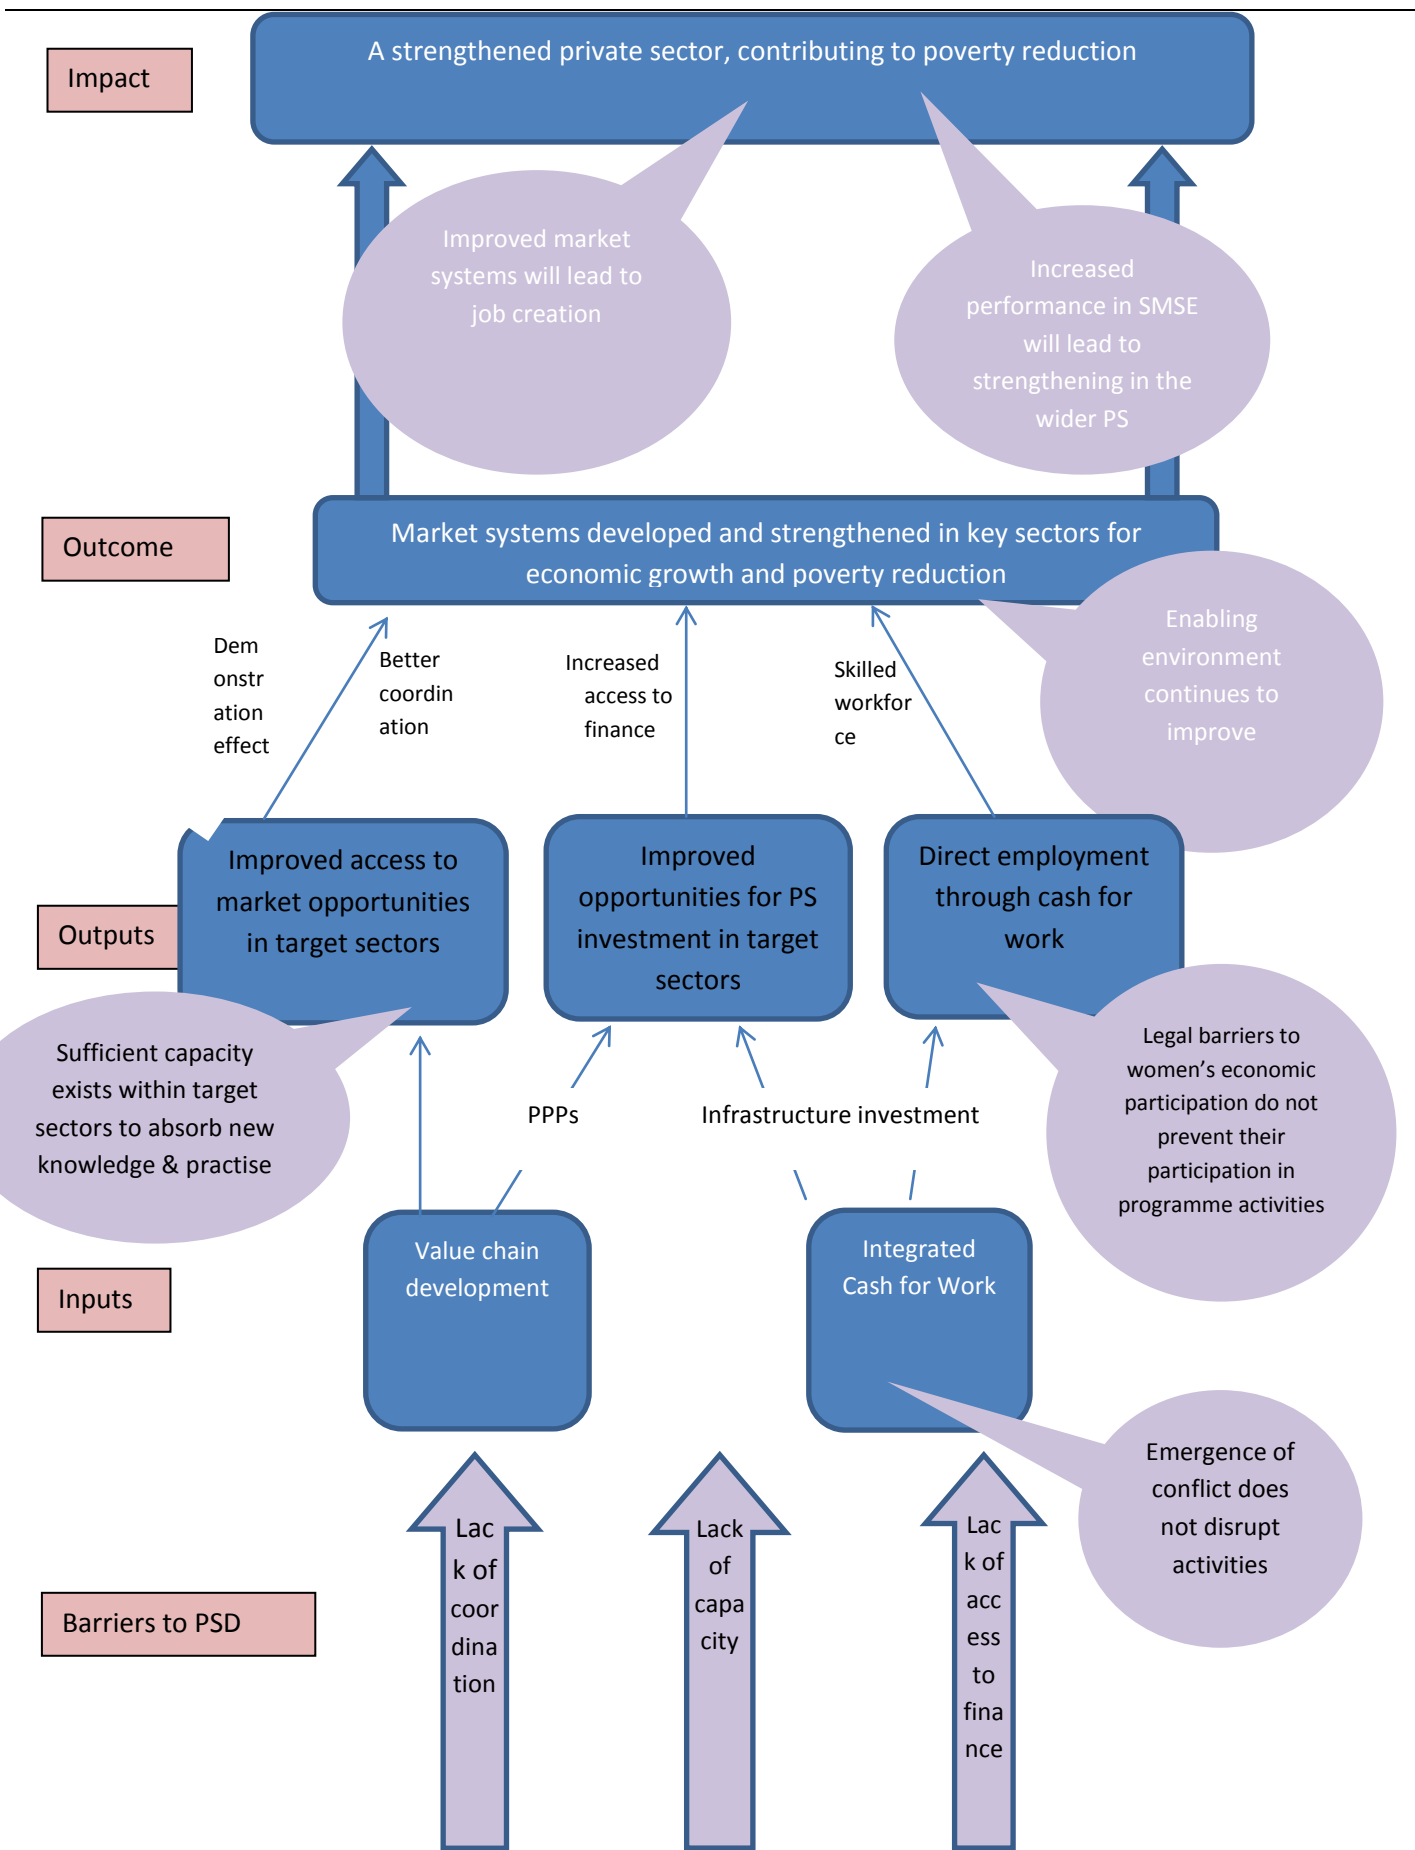 A strengthened private sector, contributing to poverty reduction
Impact
Improved market
systems will lead to
job creation
Increased
performance in SMSE
will lead to
strengthening in the
wider PS
Outcome
Market systems developed and strengthened in key sectors for
economic growth and poverty reduction
Enabling
environment
continues to
improve
Dem
onstr
ation
effect
Better
coordin
ation
Increased
access to
finance
Skilled
workfor
ce
Outputs
Improved access to
market opportunities
in target sectors
Improved
opportunities for PS
investment in target
sectors
Direct employment
through cash for
work
Sufficient capacity
exists within target
sectors to absorb new
knowledge & practise
PPPs
Infrastructure investment
Legal barriers to
women’s economic
participation do not
prevent their
participation in
programme activities
Inputs
Value chain
development
Integrated
Cash for Work
Emergence of
conflict does
not disrupt
activities
Barriers to PSD
Lac
k of
coor
dina
tion
Lack
of
capa
city
Lac
k of
acc
ess
to
fina
nce